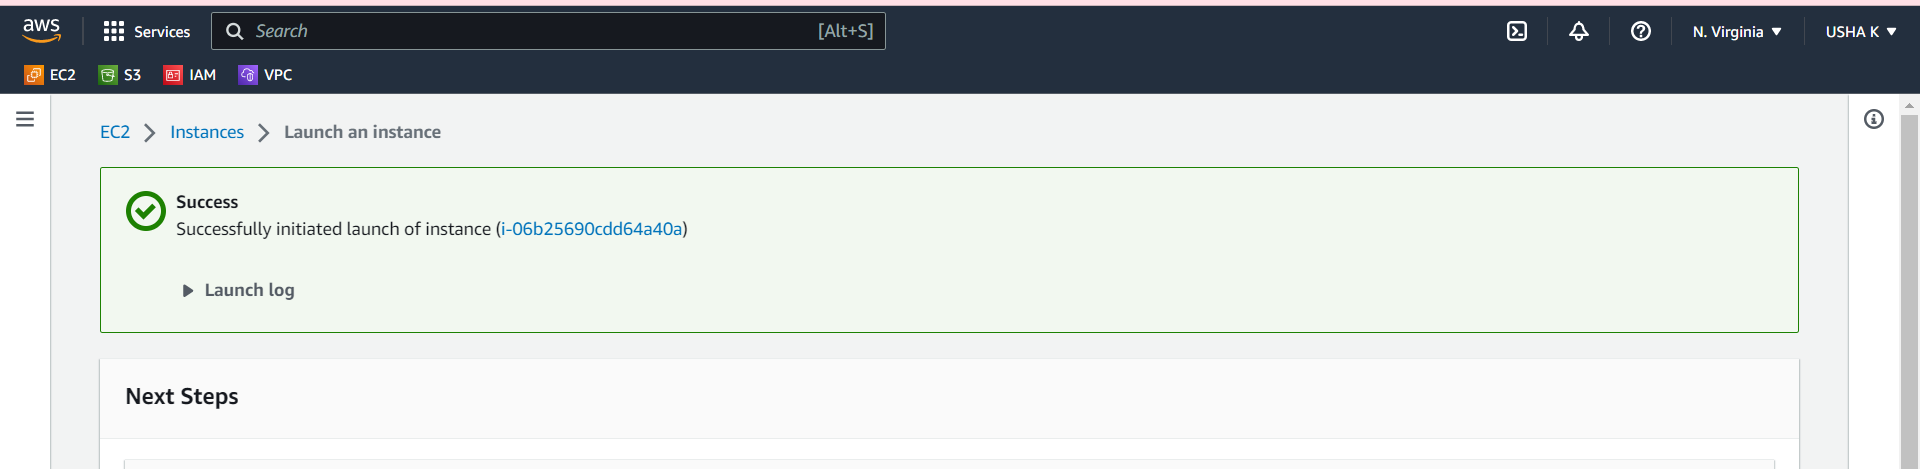 aws Services Search [Alt+S] N. Virginia USHA K
EC2 S3 IAM VPC
EC2 Instances Launch an instance
Success
Successfully initiated launch of instance (i-06b25690cdd64a40a)
Launch log
Next Steps